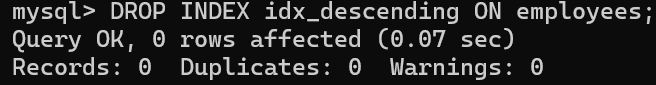 mysql> DROP INDEX idx_descending ON employees;
Query OK, 0 rows affected (0.07 sec)
Records: 0  Duplicates: 0  Warnings: 0